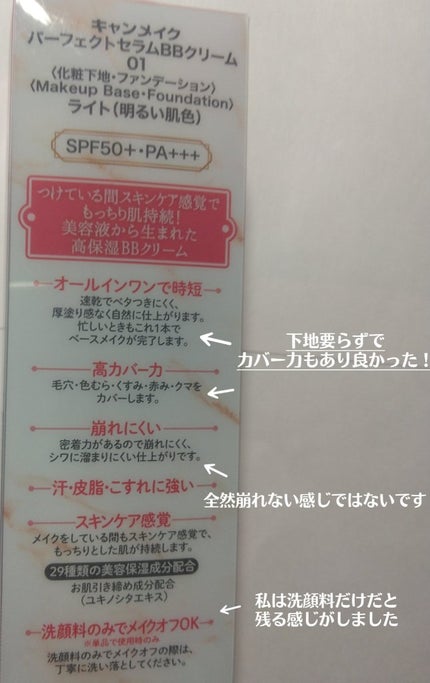 キャンメイク
パーフェクトセラムBBクリーム
01
〈化粧下地・ファンデーション〉
〈Makeup Base・Foundation〉
ライト(明るい肌色)
SPF50+・PA+++
つけている間スキンケア感覚で
もっちり肌持続!
美容液から生まれた
高保湿BBクリーム
オールインワンで時短
速乾でベタつきにくく、
厚塗り感なく自然に仕上がります。
忙しいときもこれ1本で
ベースメイクが完了します。
下地要らずで
カバー力もあり良かった!
高カバー力
毛穴・色むら・くすみ・赤み・クマを
カバーします。
崩れにくい
密着力があるので崩れにくく、
シワに溜まりにくい仕上がりです。
全然崩れない感じではないです
汗・皮脂・こすれに強い
スキンケア感覚
メイクをしている間もスキンケア感覚で、
もっちりとした肌が持続します。
29種類の美容保湿成分配合
お肌引き締め成分配合
(ユキノシタエキス)
私は洗顔料だけだと
残る感じがしました
洗顔料のみでメイクオフOK
※単品で使用時のみ
洗顔料のみでメイクオフの際は、
丁寧に洗い落としてください。